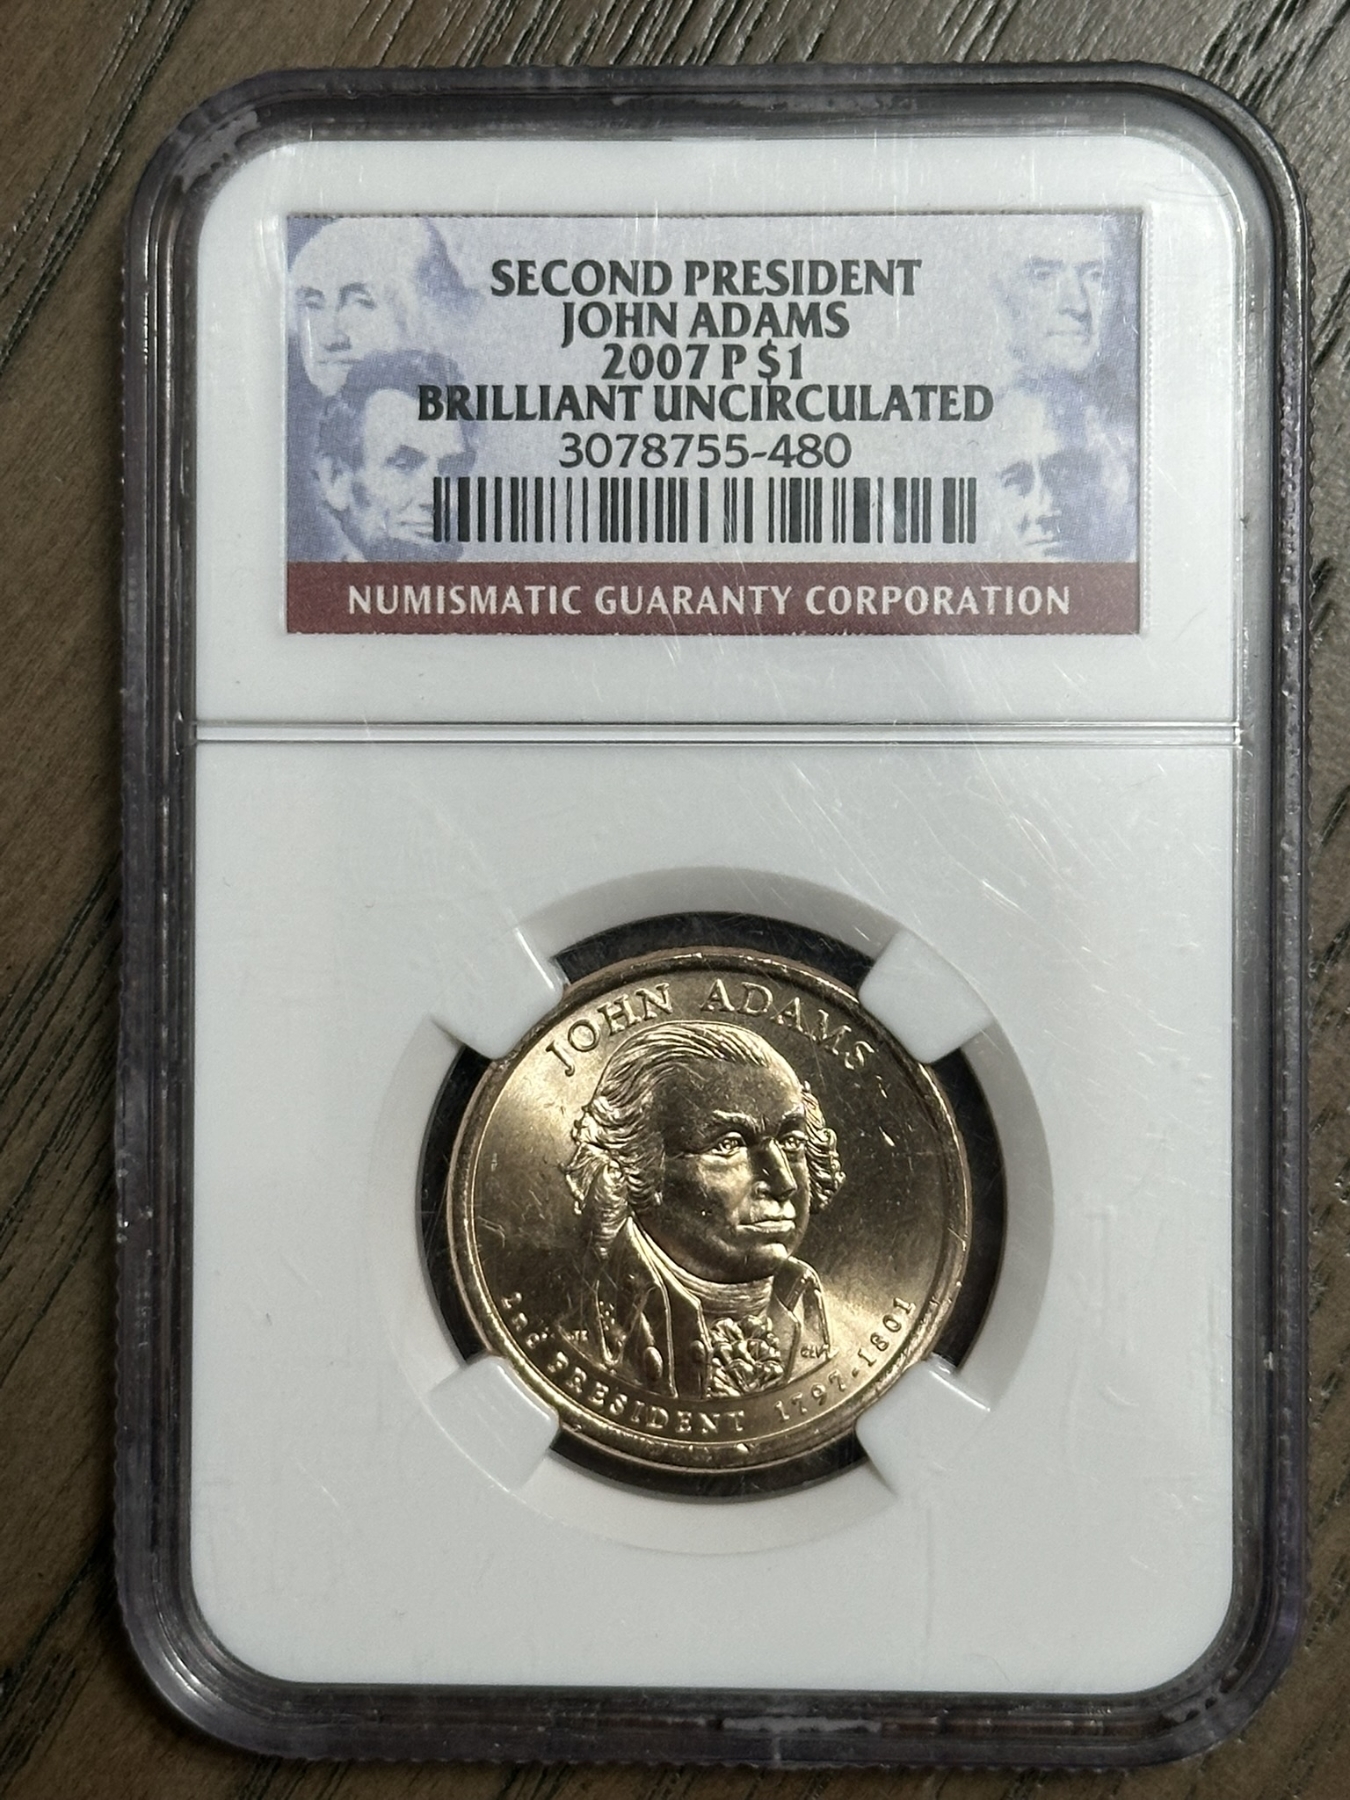 SECOND PRESIDENT
JOHN ADAMS
2007 P $1
BRILLIANT UNCIRCULATED
3078755-480
NUMISMATIC GUARANTY CORPORATION
JOHN ADAMS
2nd PRESIDENT 1797-1801